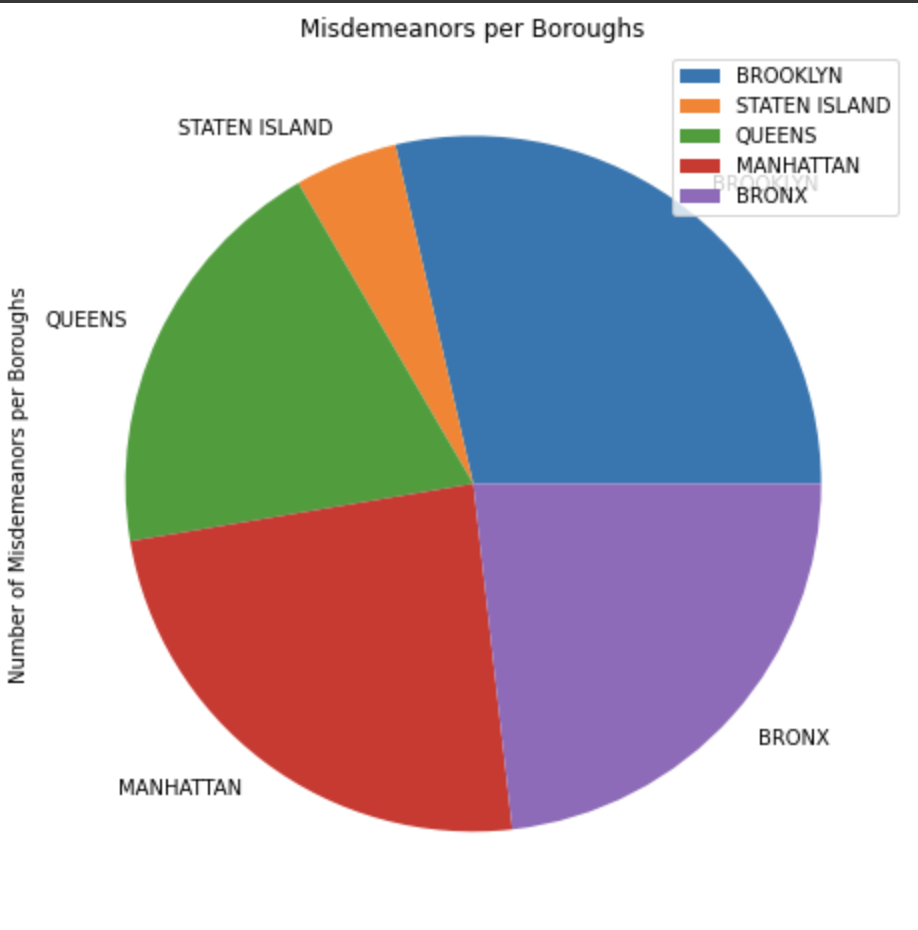 Misdemeanors per Boroughs
BROOKLYN
STATEN ISLAND
QUEENS
MANHATTAN
BRONX
BROOKLYN
STATEN ISLAND
QUEENS
MANHATTAN
BRONX
Number of Misdemeanors per Boroughs